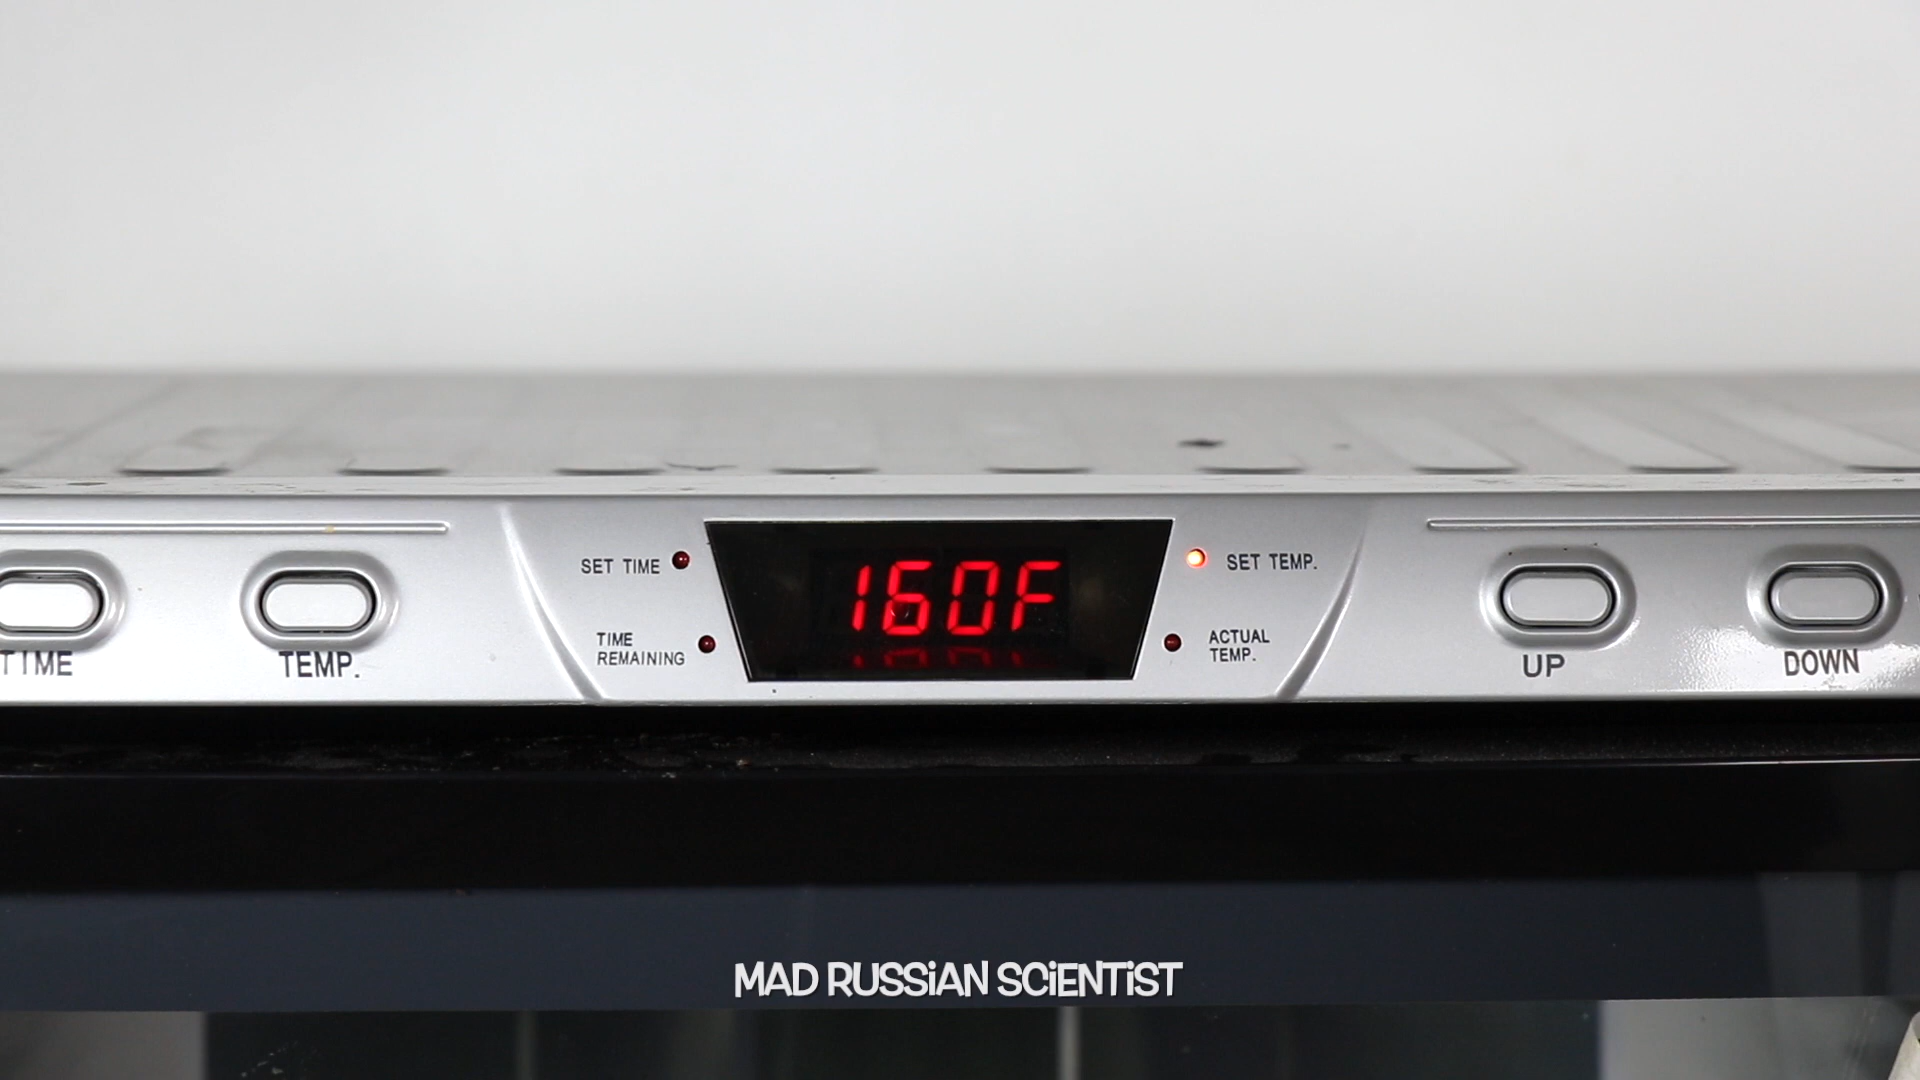 SET TIME
160F
SET TEMP.
TIME
REMAINING
ACTUAL
TEMP.
TIME
TEMP.
UP
DOWN
MAD RUSSIAN SCIENTIST